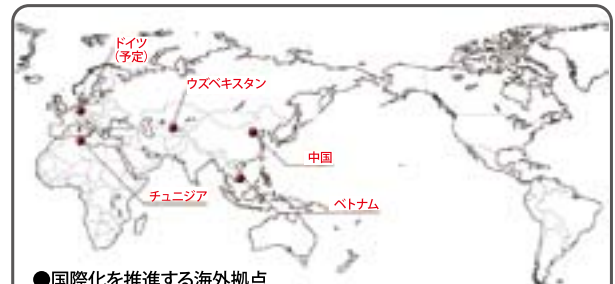 ドイツ
(予定)
ウズベキスタン
中国
チュニジア
ベトナム
●国際化を推進する海外拠点